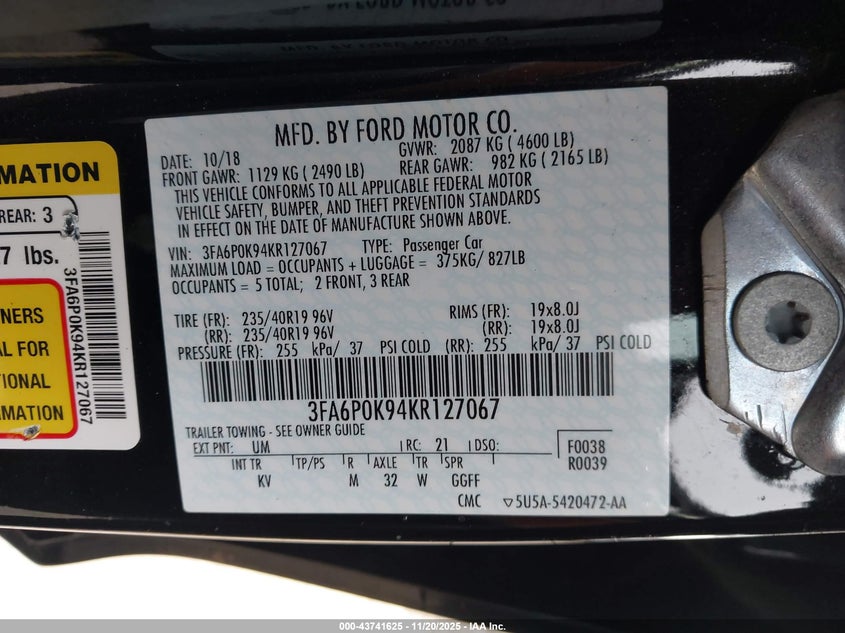 MFD. BY FORD MOTOR CO.
MATION
REAR: 3
7 lbs.
NERS
AL FOR
TIONAL
RMATION
3FA6P0K94KR127067
MFD. BY FORD MOTOR CO.
DATE: 10/18 GVWR: 2087 KG ( 4600 LB)
FRONT GAWR: 1129 KG ( 2490 LB) REAR GAWR: 982 KG ( 2165 LB)
THIS VEHICLE CONFORMS TO ALL APPLICABLE FEDERAL MOTOR
VEHICLE SAFETY, BUMPER, AND THEFT PREVENTION STANDARDS
IN EFFECT ON THE DATE OF MANUFACTURE SHOWN ABOVE.
VIN: 3FA6P0K94KR127067 TYPE: Passenger Car
MAXIMUM LOAD = OCCUPANTS + LUGGAGE = 375KG/ 827LB
OCCUPANTS = 5 TOTAL; 2 FRONT, 3 REAR
TIRE (FR): 235/40R19 96V RIMS (FR): 19x8.0J
(RR): 235/40R19 96V (RR): 19x8.0J
PRESSURE (FR): 255 kPa/ 37 PSI COLD (RR): 255 kPa/ 37 PSI COLD
3FA6P0K94KR127067
TRAILER TOWING - SEE OWNER GUIDE
EXT PNT: UM RC: 21 DSO: F0038
R0039
INT TR TP/PS R AXLE TR SPR
KV M 32 W GGFF
CMC ▽5U5A-5420472-AA
000-43741625 - 11/20/2025 - IAA Inc.